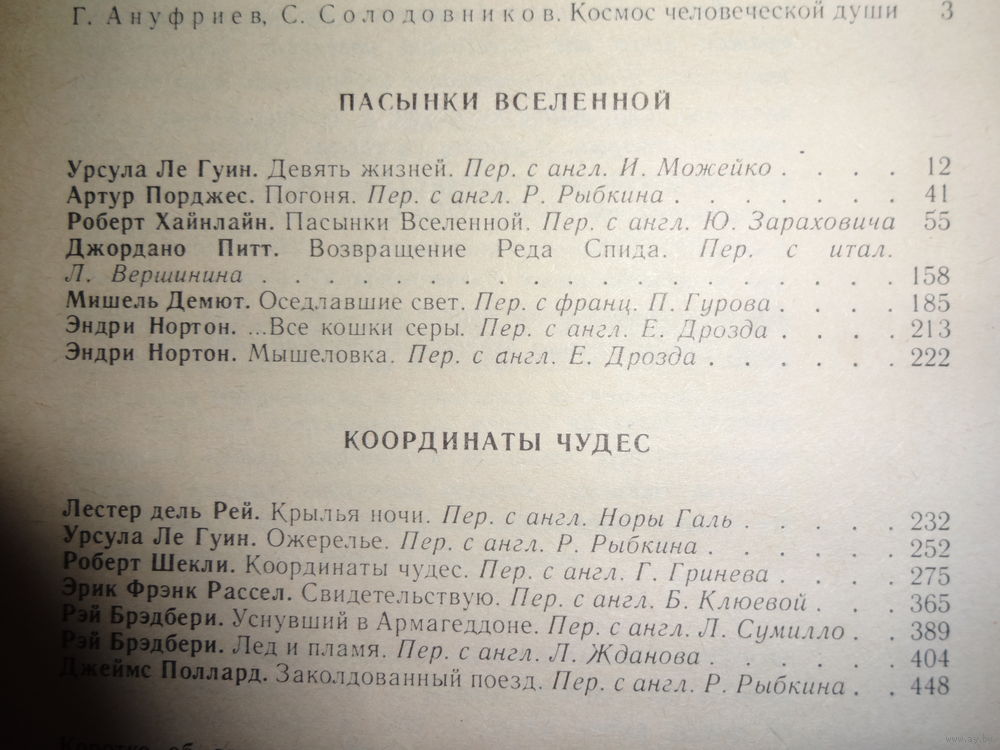 Г. Ануфриев, С. Солодовников. Космос человеческой души 3
ПАСЫНКИ ВСЕЛЕННОЙ
Урсула Ле Гуин. Девять жизней. Пер. с англ. И. Можейко . . . . 12
Артур Порджес. Погоня. Пер. с англ. Р. Рыбкина . . . . . . . 41
Роберт Хайнлайн. Пасынки Вселенной. Пер. с англ. Ю. Зараховича 55
Джордано Питт. Возвращение Реда Спида. Пер. с итал.
Л. Вершинина . . . . . . . . . . . . . . . . . 158
Мишель Демют. Оседлавшие свет. Пер. с франц. П. Гурова . . . . 185
Эндри Нортон. ...Все кошки серы. Пер. с англ. Е. Дрозда . . . . 213
Эндри Нортон. Мышеловка. Пер. с англ. Е. Дрозда . . . . . . 222
КООРДИНАТЫ ЧУДЕС
Лестер дель Рей. Крылья ночи. Пер. с англ. Норы Галь . . . . . 232
Урсула Ле Гуин. Ожерелье. Пер. с англ. Р. Рыбкина . . . . . . 252
Роберт Шекли. Координаты чудес. Пер. с англ. Г. Гринева . . . . 275
Эрик Фрэнк Рассел. Свидетельствую. Пер. с англ. Б. Клюевой . . . 365
Рэй Брэдбери. Уснувший в Армагеддоне. Пер. с англ. Л. Сумилло . . 389
Рэй Брэдбери. Лед и пламя. Пер. с англ. Л. Жданова . . . . . . 404
Джеймс Поллард. Заколдованный поезд. Пер. с англ. Р. Рыбкина . . 448
www.ay.by